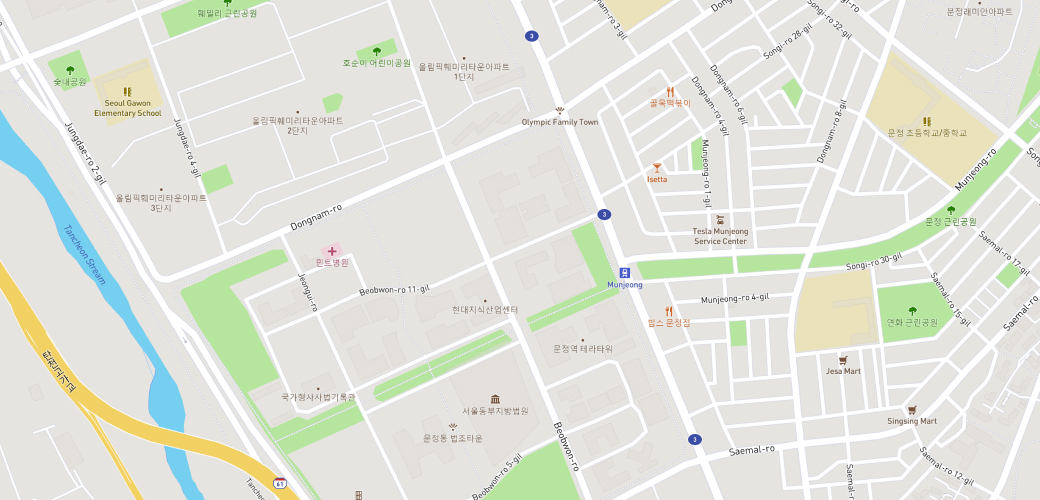 훼밀리 근린공원
3
문정래미안아파트
Dongnam-ro 3-gil
Songi-ro 32-gil
Songi-ro 28-gil
호순이 어린이공원
올림픽훼미리타운아파트
1단지
숯내공원
Seoul Gawon
Elementary School
Dongnam-ro 6-gil
Dongnam-ro 4-gil
골목떡볶이
올림픽훼미리타운아파트
2단지
Olympic Family Town
문정 초등학교/중학교
Jungdae-ro 2-gil
Jungdae-ro 4-gil
Dongnam-ro 8-gil
Munjeong-ro 1-gil
Munjeong-ro
Isetta
올림픽훼미리타운아파트
3단지
Dongnam-ro
3
문정 근린공원
Tesla Munjeong
Service Center
Tancheon Stream
민트병원
Songi-ro 30-gil
Saemal-ro 17-gil
Munjeong
Jeongui-ro
Beobwon-ro 11-gil
Munjeong-ro 4-gil
Saemal-ro 15-gil
Saemal-ro
현대지식산업센터
맘스 문정점
연화 근린공원
문정역 테라타워
Jesa Mart
국가형사사법기록관
서울동부지방법원
Singsing Mart
문정동 법조타운
3
Beobwon-ro
Saemal-ro
Beobwon-ro 5-gil
Saemal-ro 12-gil
61